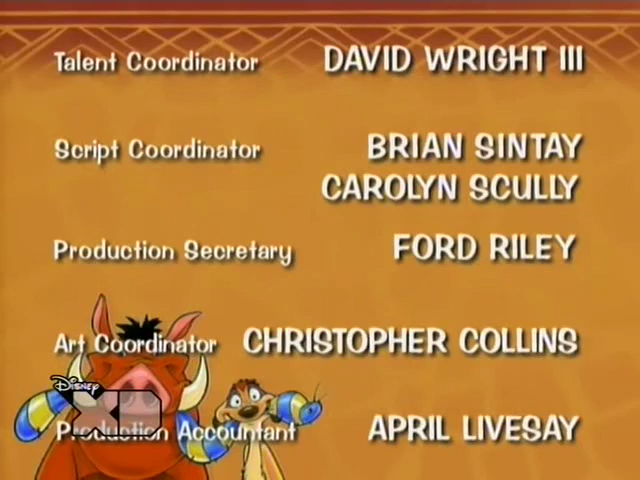 Talent Coordinator DAVID WRIGHT III
Script Coordinator BRIAN SINTAY
CAROLYN SCULLY
Production Secretary FORD RILEY
Art Coordinator CHRISTOPHER COLLINS
Disney
XD
Production Accountant APRIL LIVESAY